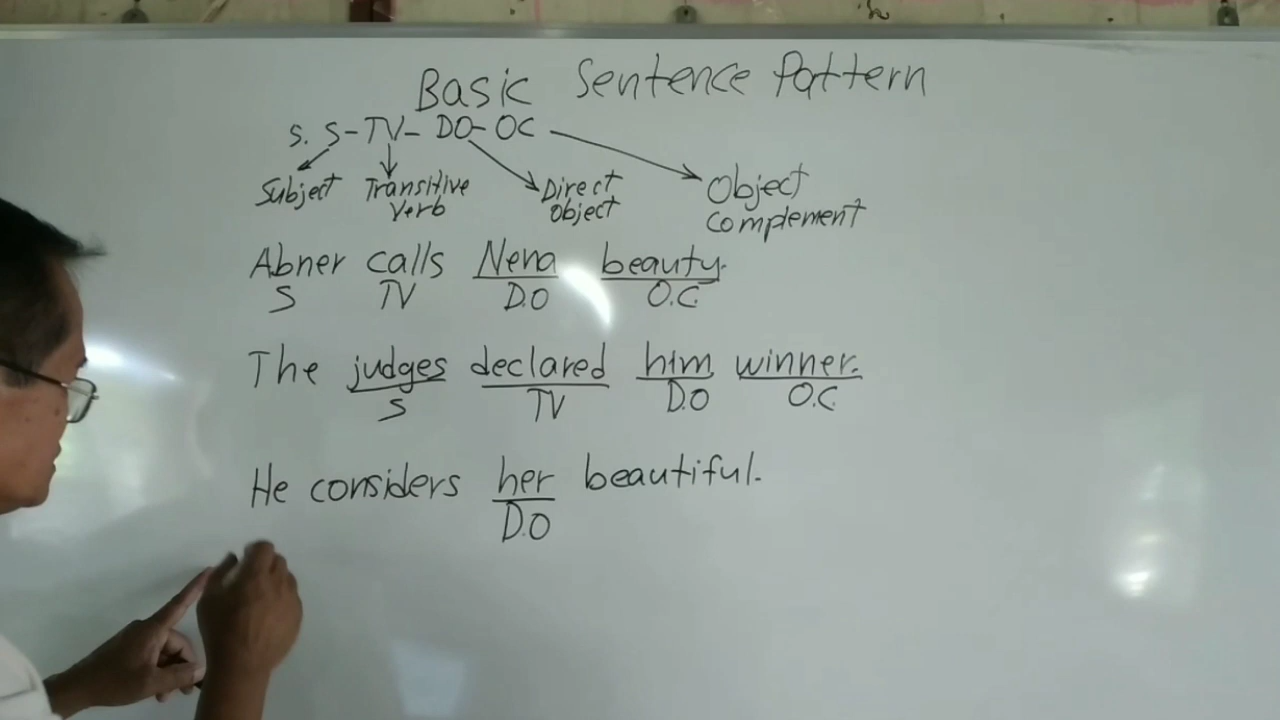 Basic Sentence Pattern
S. S-TV-DO-OC
Subject Transitive Verb Direct Object Object Complement
Abner calls Nena beauty.
S TV D.O O.C.
The judges declared him winner.
S TV D.O O.C.
He considers her beautiful.
D.O